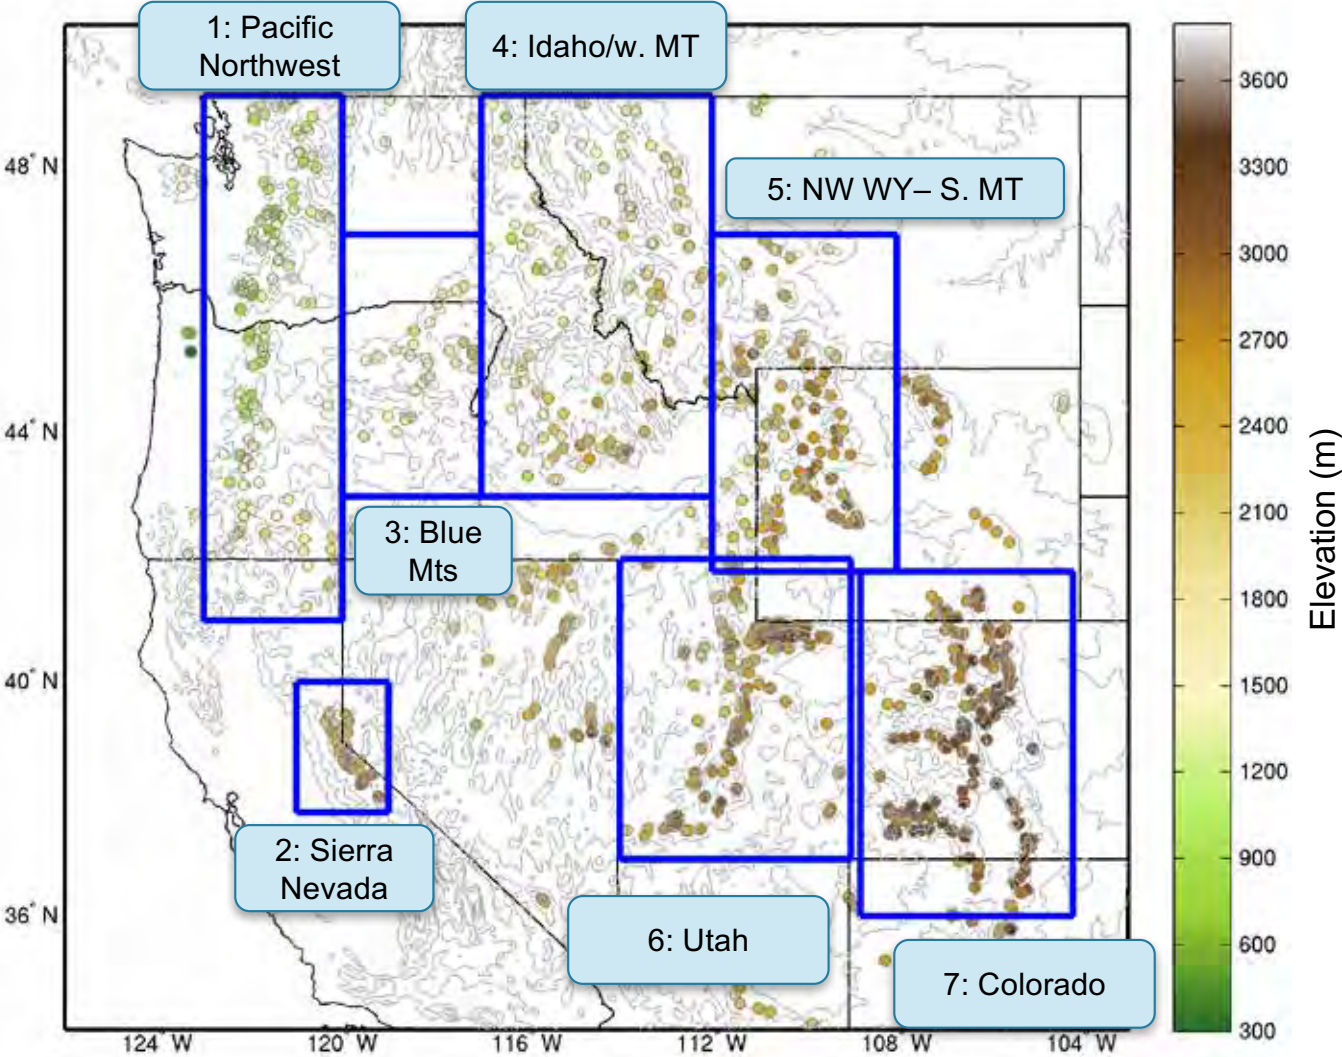 1: Pacific
Northwest
4: Idaho/w. MT
5: NW WY– S. MT
3: Blue
Mts
2: Sierra
Nevada
6: Utah
7: Colorado
48° N
44° N
40° N
36° N
124° W
120° W
116° W
112° W
108° W
104° W
3600
3300
3000
2700
2400
2100
1800
1500
1200
900
600
300
Elevation (m)